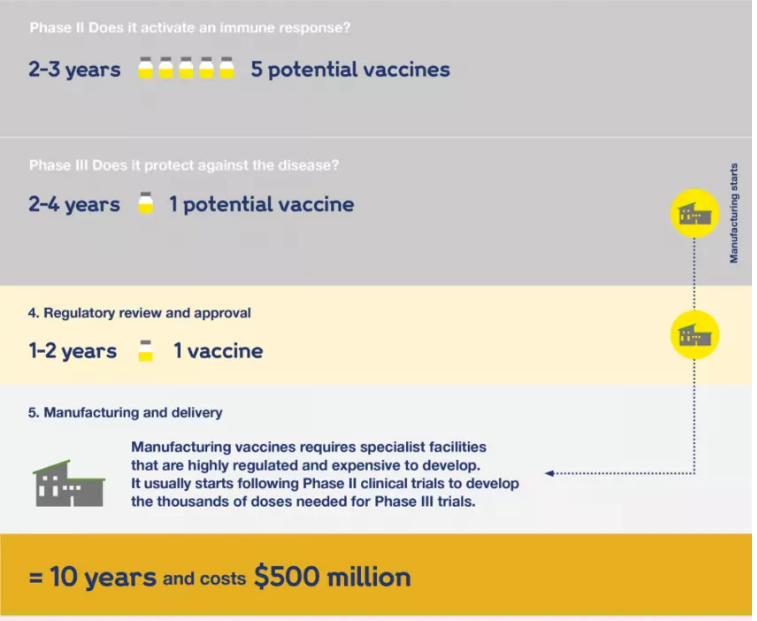 Phase II Does it activate an immune response?
2-3 years 5 potential vaccines
Phase III Does it protect against the disease?
2-4 years 1 potential vaccine
Manufacturing starts
4. Regulatory review and approval
1-2 years 1 vaccine
5. Manufacturing and delivery
Manufacturing vaccines requires specialist facilities
that are highly regulated and expensive to develop.
It usually starts following Phase II clinical trials to develop
the thousands of doses needed for Phase III trials.
= 10 years and costs $500 million